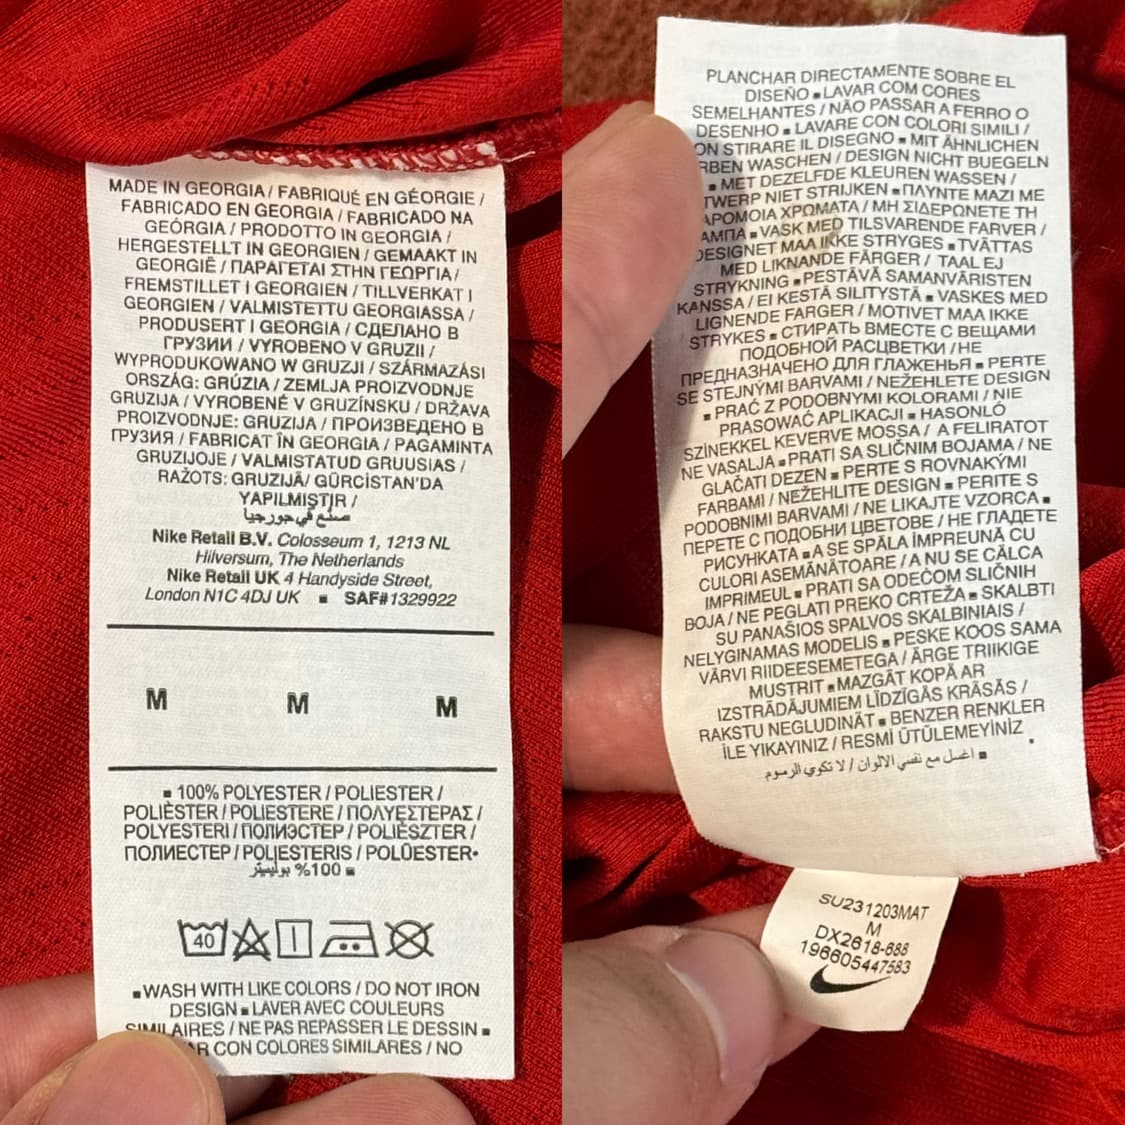 MADE IN GEORGIA / FABRIQUÉ EN GÉORGIE /
FABRICADO EN GEORGIA / FABRICADO NA
GEÓRGIA / PRODOTTO IN GEORGIA /
HERGESTELLT IN GEORGIEN / GEMAAKT IN
GEORGIË / ΠΑΡΑΓΕΤΑΙ ΣΤΗΝ ΓΕΩΡΓΙΑ /
FREMSTILLET I GEORGIEN / TILLVERKAT I
GEORGIEN / VALMISTETTU GEORGIASSA /
PRODUSERT I GEORGIA / СДЕЛАНО В
ГРУЗИИ / VYROBENO V GRUZII /
WYPRODUKOWANO W GRUZJI / SZÁRMAZÁSI
ORSZÁG: GRÚZIA / ZEMLJA PROIZVODNJE
GRUZIJA / VYROBENÉ V GRUZÍNSKU / DRŽAVA
PROIZVODNJE: GRUZIJA / ПРОИЗВЕДЕНО В
ГРУЗИЯ / FABRICAT ÎN GEORGIA / PAGAMINTA
GRUZIJOJE / VALMISTATUD GRUUSIAS /
RAŽOTS: GRUZIJĀ / GÜRCİSTAN'DA
YAPILMIŞTIR /
صنع في جورجيا
Nike Retail B.V. Colosseum 1, 1213 NL
Hilversum, The Netherlands
Nike Retail UK 4 Handyside Street,
London N1C 4DJ UK ▪ SAF#1329922
M M M
▪ 100% POLYESTER / POLIESTER /
POLIÈSTER / POLIESTERE / ΠΟΛΥΕΣΤΕΡΑΣ /
POLYESTERI / ПОЛИЭСТЕР / POLIÉSZTER /
ПОЛИЕСТЕР / POLIESTERIS / POLÜESTER▪
▪ 100% بوليستر
40
▪WASH WITH LIKE COLORS / DO NOT IRON
DESIGN ▪ LAVER AVEC COULEURS
SIMILAIRES / NE PAS REPASSER LE DESSIN ▪
CON COLORES SIMILARES / NO
PLANCHAR DIRECTAMENTE SOBRE EL
DISEÑO ▪ LAVAR COM CORES
SEMELHANTES / NÃO PASSAR A FERRO O
DESENHO ▪ LAVARE CON COLORI SIMILI /
NON STIRARE IL DISEGNO ▪ MIT ÄHNLICHEN
WASCHEN / DESIGN NICHT BUEGELN
▪ MET DEZELFDE KLEUREN WASSEN /
NIET STRIJKEN ▪ ΠΛΥΝΤΕ ΜΑΖΙ ΜΕ
ΧΡΩΜΑΤΑ / ΜΗ ΣΙΔΕΡΩΝΕΤΕ ΤΗ
▪ VASK MED TILSVARENDE FARVER /
DESIGNET MAA IKKE STRYGES ▪ TVÄTTAS
MED LIKNANDE FÄRGER / TAAL EJ
STRYKNING ▪ PESTÄVÄ SAMANVÄRISTEN
KANSSA / EI KESTÄ SILITYSTÄ ▪ VASKES MED
LIGNENDE FARGER / MOTIVET MAA IKKE
STRYKES ▪ СТИРАТЬ ВМЕСТЕ С ВЕЩАМИ
ПОДОБНОЙ РАСЦВЕТКИ / НЕ
ПРЕДНАЗНАЧЕНО ДЛЯ ГЛАЖЕНЬЯ ▪ PERTE
SE STEJNÝMI BARVAMI / NEŽEHLETE DESIGN
▪ PRAĆ Z PODOBNYMI KOLORAMI / NIE
PRASOWAĆ APLIKACJI ▪ HASONLÓ
SZÍNEKKEL KEVERVE MOSSA / A FELIRATOT
NE VASALJA ▪ PRATI SA SLIČNIM BOJAMA / NE
GLAČATI DEZEN ▪ PERTE S ROVNAKÝMI
FARBAMI / NEŽEHLITE DESIGN ▪ PERITE S
PODOBNIMI BARVAMI / NE LIKAJTE VZORCA ▪
ПЕРЕТЕ С ПОДОБНИ ЦВЕТОВЕ / НЕ ГЛАДЕТЕ
РИСУНКАТА ▪ A SE SPĂLA ÎMPREUNĂ CU
CULORI ASEMĂNĂTOARE / A NU SE CĂLCA
IMPRIMEUL ▪ PRATI SA ODEĆOM SLIČNIH
BOJA / NE PEGLATI PREKO CRTEŽA ▪ SKALBTI
SU PANAŠIOS SPALVOS SKALBINIAIS /
NELYGINAMAS MODELIS ▪ PESKE KOOS SAMA
VÄRVI RIIDEESEMETEGA / ÄRGE TRIIKIGE
MUSTRIT ▪ MAZGĀT KOPĀ AR
IZSTRĀDĀJUMIEM LĪDZĪGĀS KRĀSĀS /
RAKSTU NEGLUDINĀT ▪ BENZER RENKLER
İLE YIKAYINIZ / RESMİ ÜTÜLEMEYİNİZ
▪ اغسل مع نفس الالوان / لا تكوي الرسوم
SU231203MAT
M
DX2618-688
196605447583